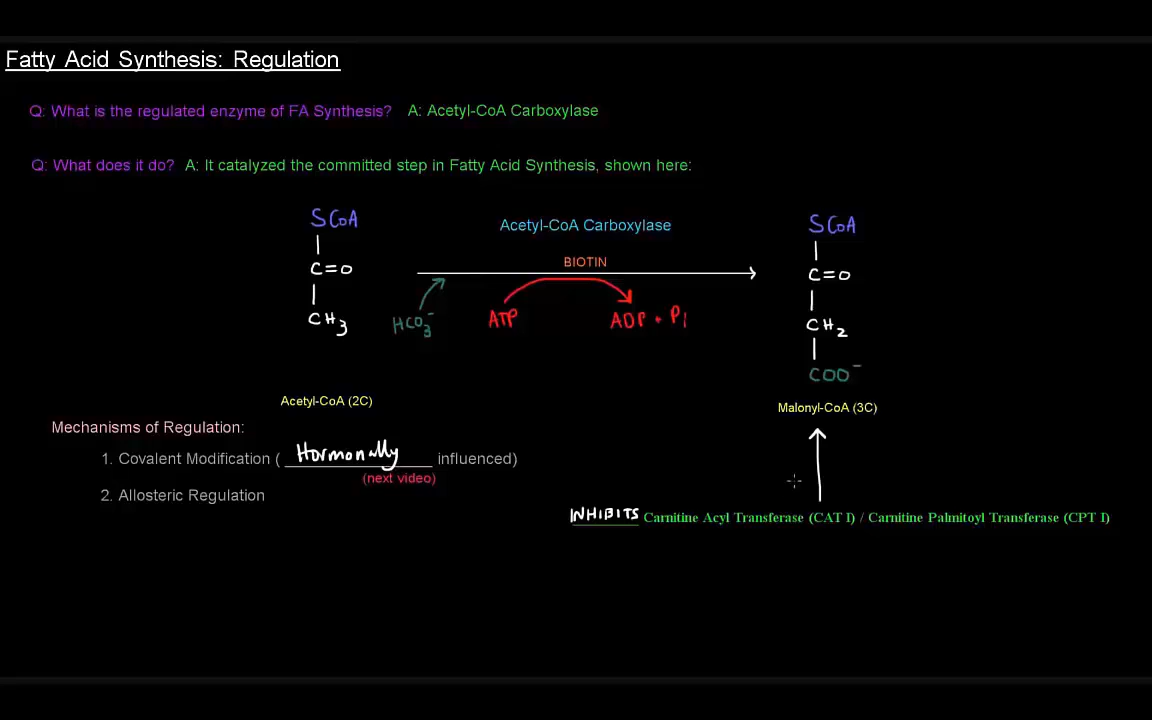 Fatty Acid Synthesis: Regulation
Q: What is the regulated enzyme of FA Synthesis? A: Acetyl-CoA Carboxylase
Q: What does it do? A: It catalyzed the committed step in Fatty Acid Synthesis, shown here:
SCoA
C=O
CH3
Acetyl-CoA (2C)
Acetyl-CoA Carboxylase
BIOTIN
HCO3-
ATP
ADP + Pi
SCoA
C=O
CH2
COO-
Malonyl-CoA (3C)
Mechanisms of Regulation:
1. Covalent Modification ( Hormonally influenced)
(next video)
2. Allosteric Regulation
INHIBITS Carnitine Acyl Transferase (CAT I) / Carnitine Palmitoyl Transferase (CPT I)